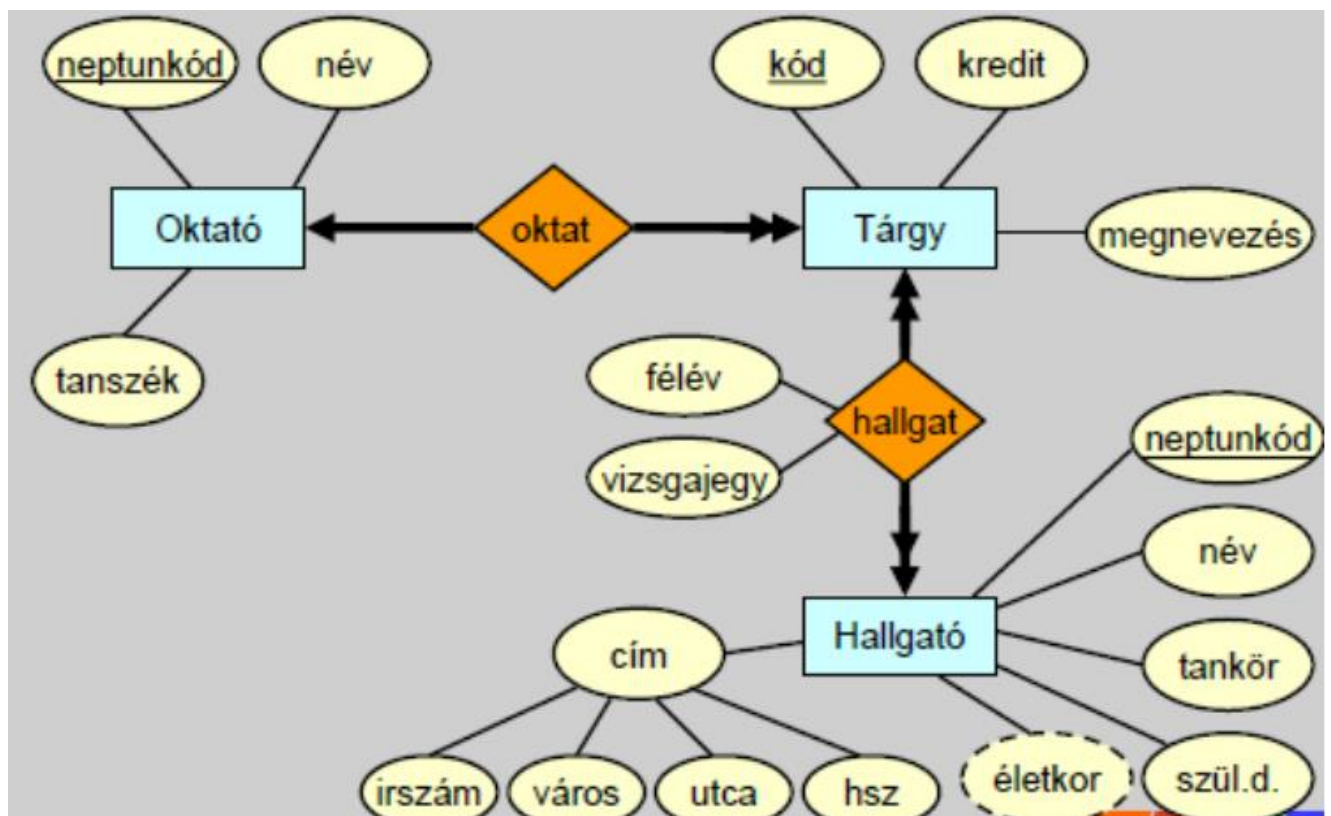 neptunkód
név
kód
kredit
Oktató
oktat
Tárgy
megnevezés
tanszék
félév
hallgat
vizsgajegy
neptunkód
név
tankör
Hallgató
cím
életkor
szül.d.
irszám
város
utca
hsz